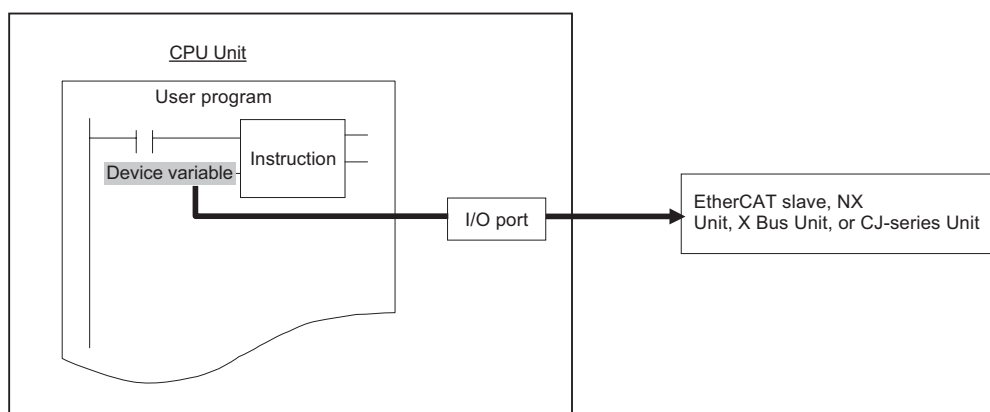 CPU Unit
User program
Instruction
Device variable
I/O port
EtherCAT slave, NX
Unit, X Bus Unit, or CJ-series Unit